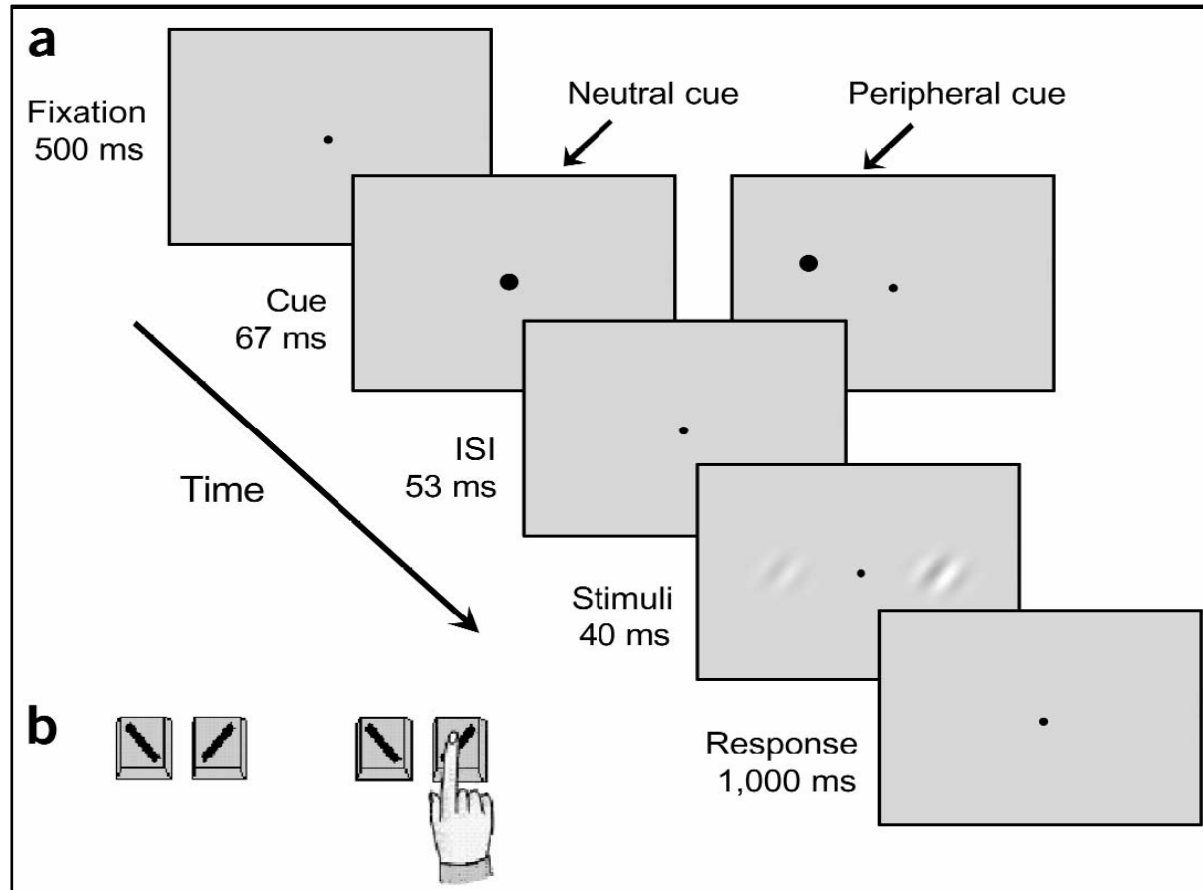 a
Fixation
500 ms
Neutral cue
Peripheral cue
Cue
67 ms
ISI
53 ms
Time
Stimuli
40 ms
Response
1,000 ms
b